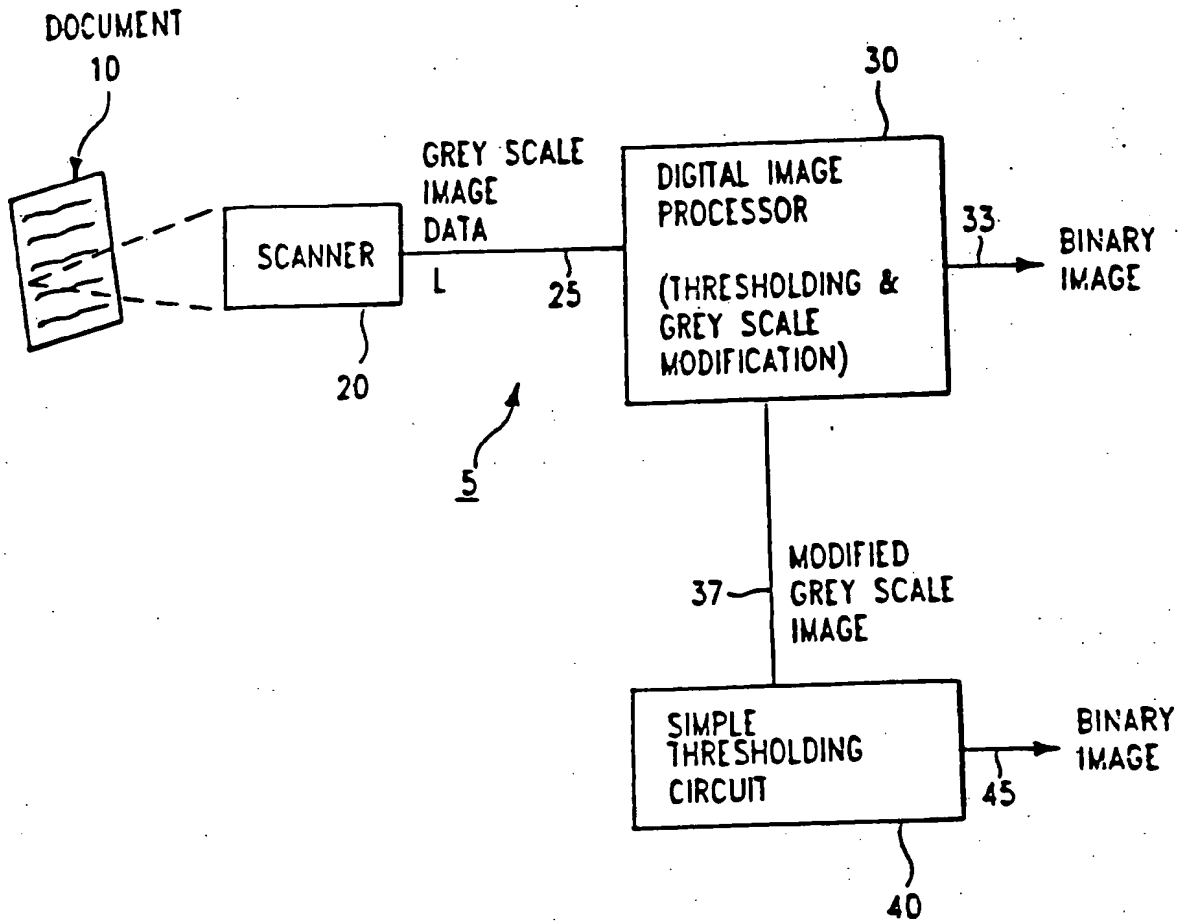 DOCUMENT
10
30
GREY SCALE
IMAGE
DATA
L
25
SCANNER
20
DIGITAL IMAGE
PROCESSOR
(THRESHOLDING &
GREY SCALE
MODIFICATION)
33
BINARY
IMAGE
5
37
MODIFIED
GREY SCALE
IMAGE
SIMPLE
THRESHOLDING
CIRCUIT
45
BINARY
IMAGE
40